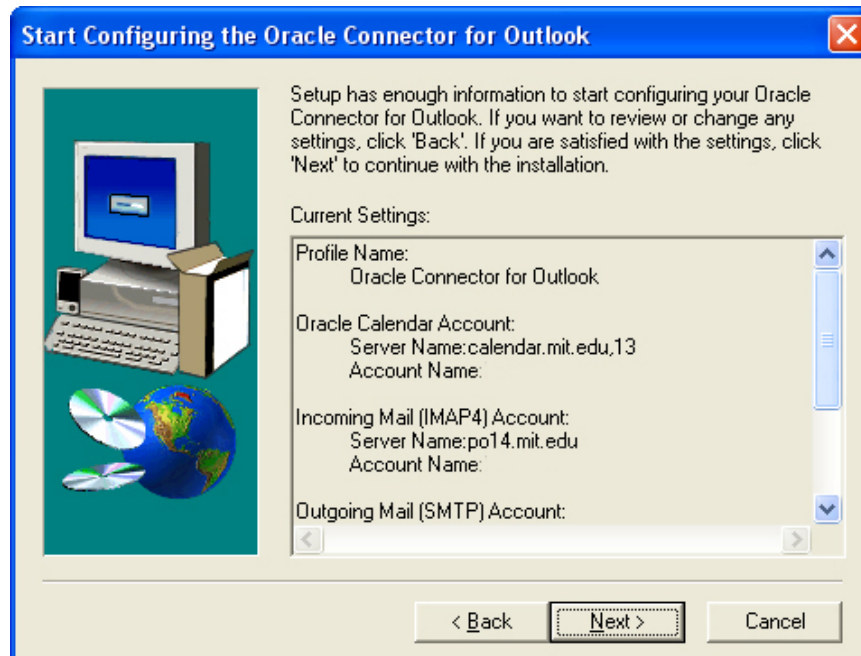 Start Configuring the Oracle Connector for Outlook
Setup has enough information to start configuring your Oracle
Connector for Outlook. If you want to review or change any
settings, click 'Back'. If you are satisfied with the settings, click
'Next' to continue with the installation.
Current Settings:
Profile Name:
Oracle Connector for Outlook
Oracle Calendar Account:
Server Name:calendar.mit.edu,13
Account Name:
Incoming Mail (IMAP4) Account:
Server Name:po14.mit.edu
Account Name:
Outgoing Mail (SMTP) Account:
< Back
Next >
Cancel